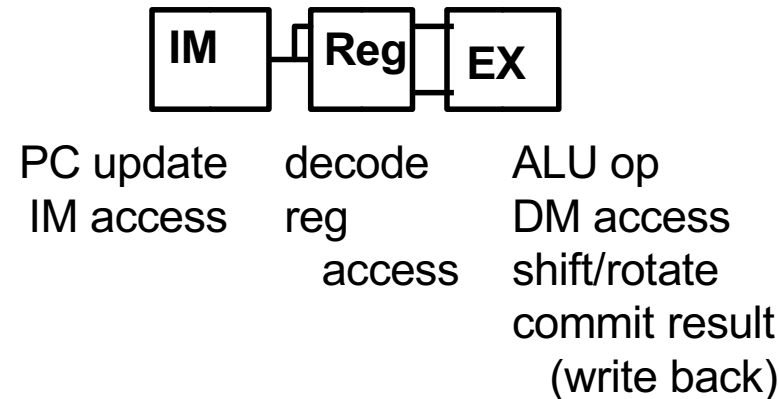 IM Reg EX
PC update decode ALU op
IM access reg DM access
access shift/rotate
commit result
(write back)